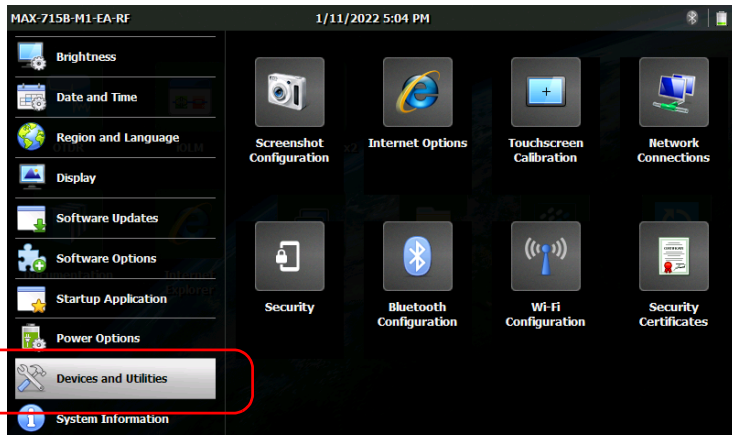 MAX-715B-M1-EA-RF 1/11/2022 5:04 PM
Brightness
Date and Time
Region and Language
Display
Software Updates
Software Options
Startup Application
Power Options
Devices and Utilities
System Information
Screenshot
Configuration
Internet Options
Touchscreen
Calibration
Network
Connections
Security
Bluetooth
Configuration
Wi-Fi
Configuration
Security
Certificates